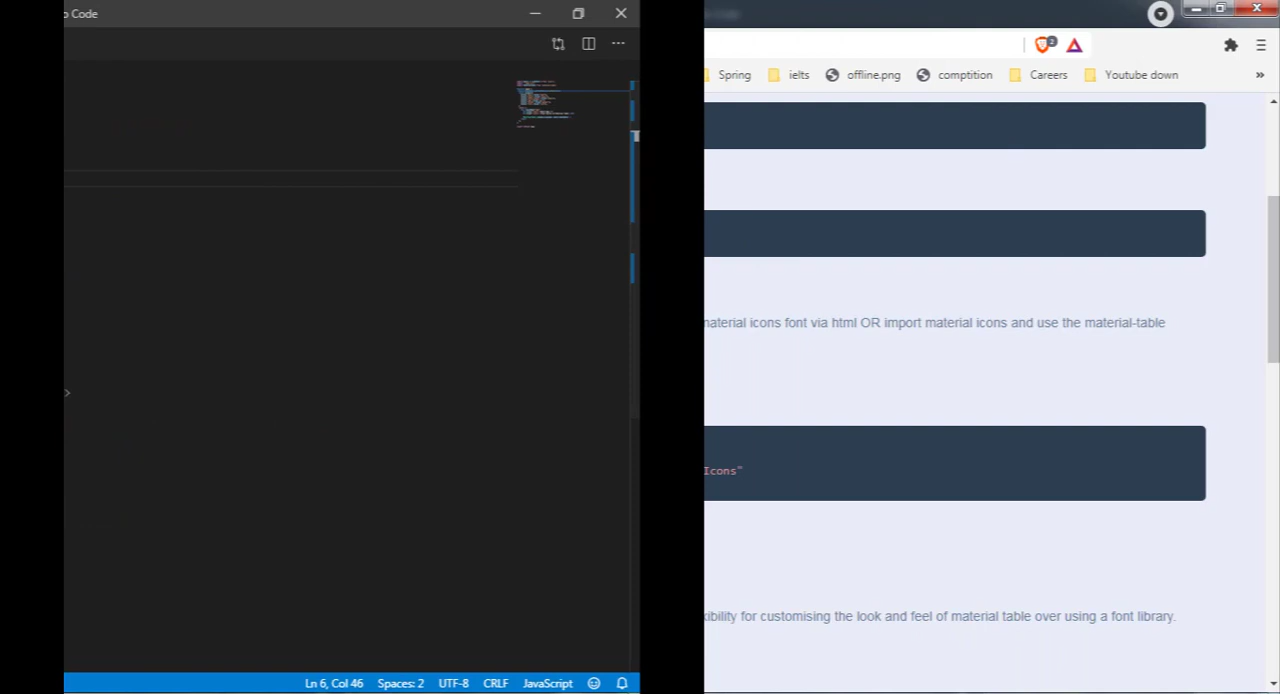 o Code
Ln 6, Col 46 Spaces: 2 UTF-8 CRLF JavaScript
2
Spring ielts offline.png comptition Careers Youtube down »
material icons font via html OR import material icons and use the material-table
Icons"
xibility for customising the look and feel of material table over using a font library.